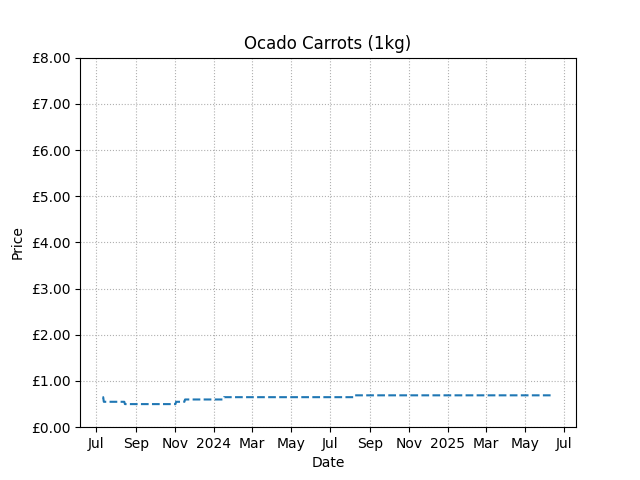 Ocado Carrots (1kg)
£8.00
£7.00
£6.00
£5.00
£4.00
£3.00
£2.00
£1.00
£0.00
Price
Jul Sep Nov 2024 Mar May Jul Sep Nov 2025 Mar May Jul
Date